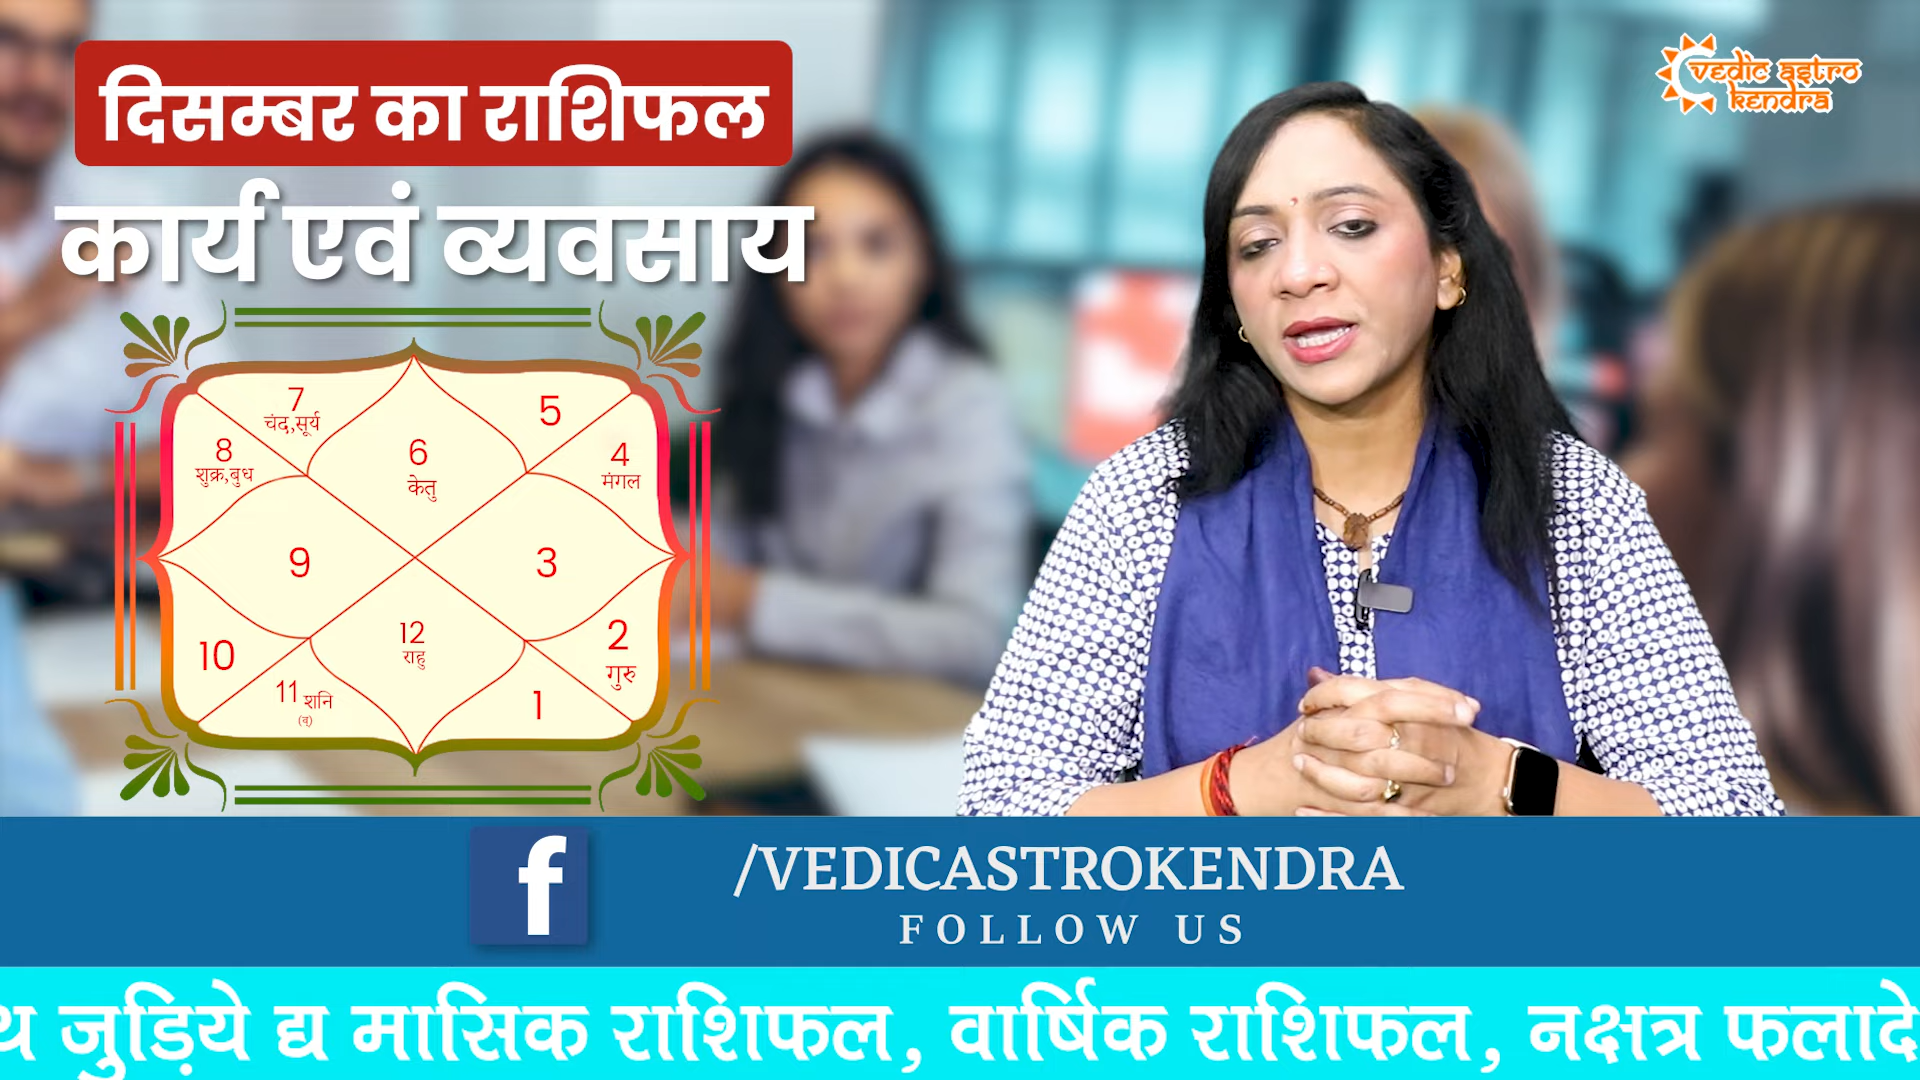 दिसम्बर का राशिफल
कार्य एवं व्यवसाय
vedic astro
kendra
7
चंद्र,सूर्य
5
8
शुक्र,बुध
6
केतु
4
मंगल
9
3
10
12
राहु
2
गुरु
11 शनि
(व)
1
f
/VEDICASTROKENDRA
FOLLOW US
थ जुड़िये द्य मासिक राशिफल, वार्षिक राशिफल, नक्षत्र फलादे